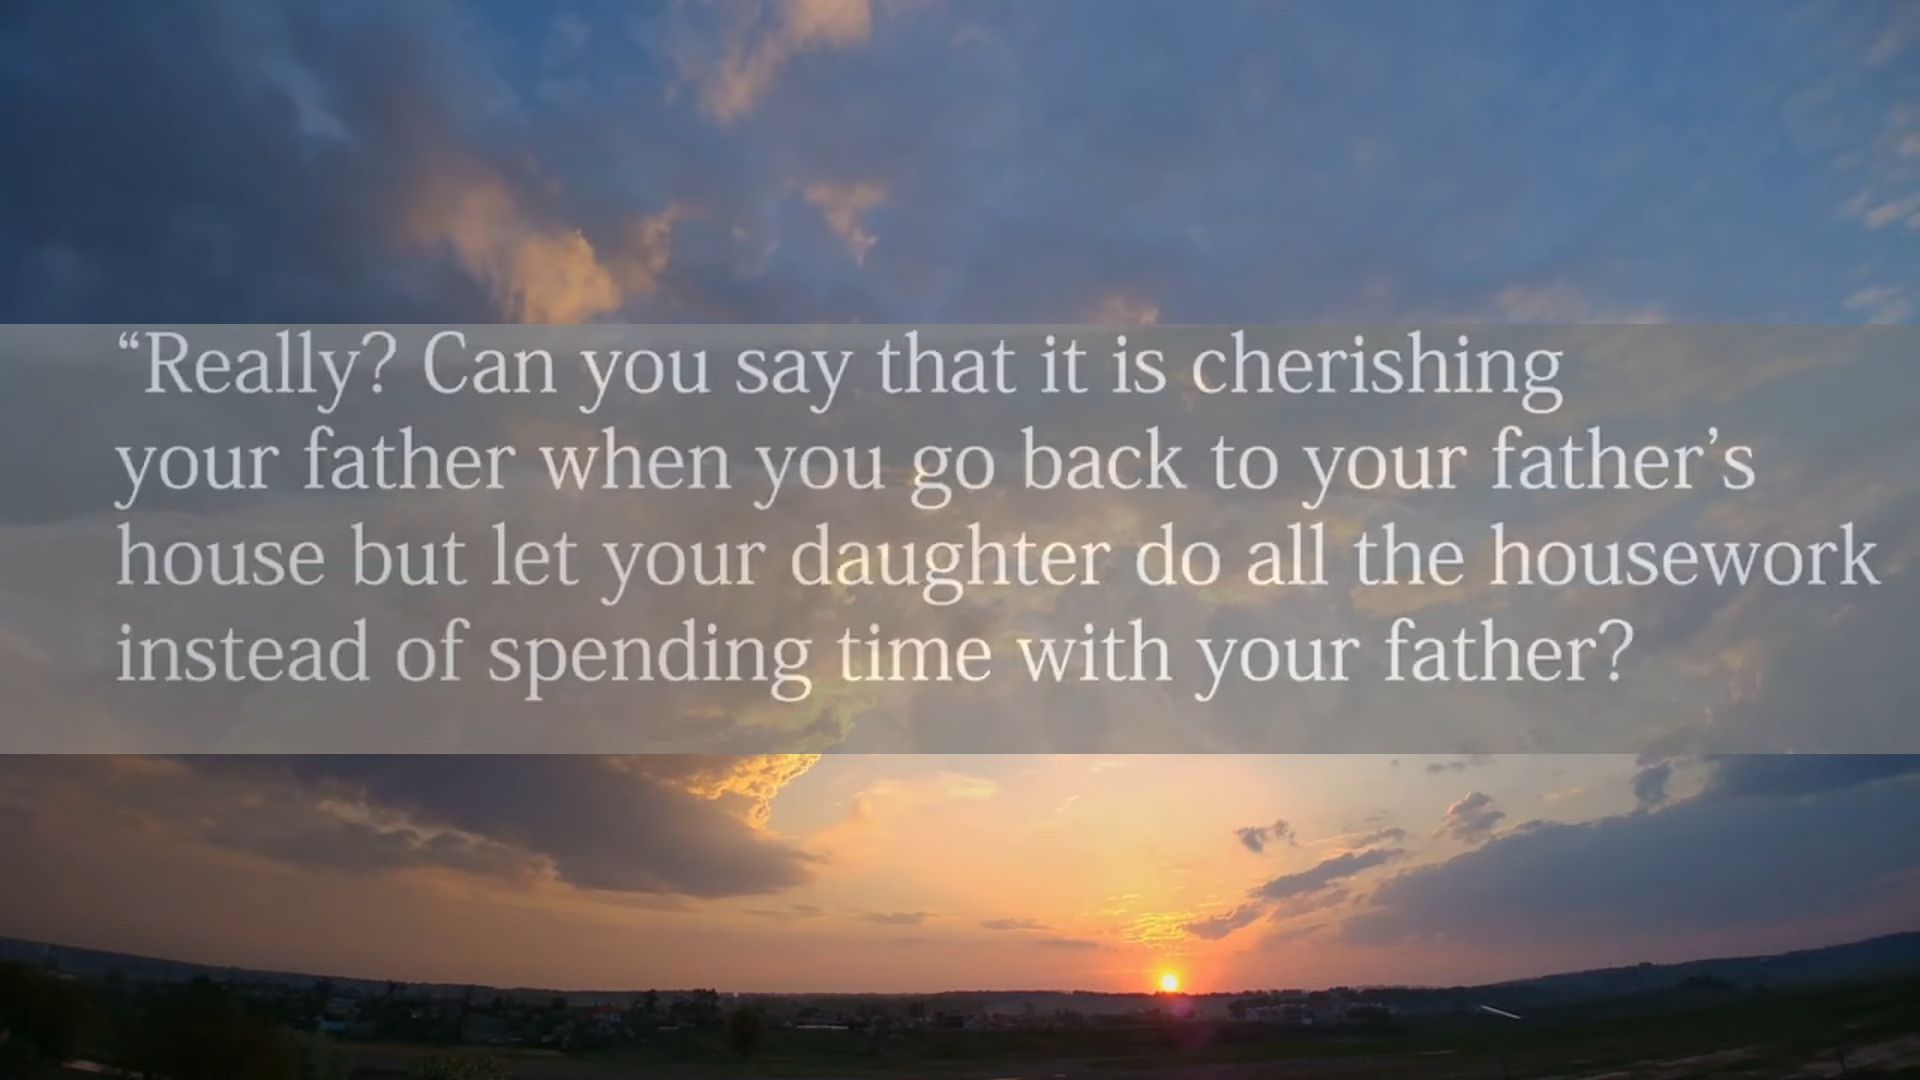 “Really? Can you say that it is cherishing
your father when you go back to your father’s
house but let your daughter do all the housework
instead of spending time with your father?